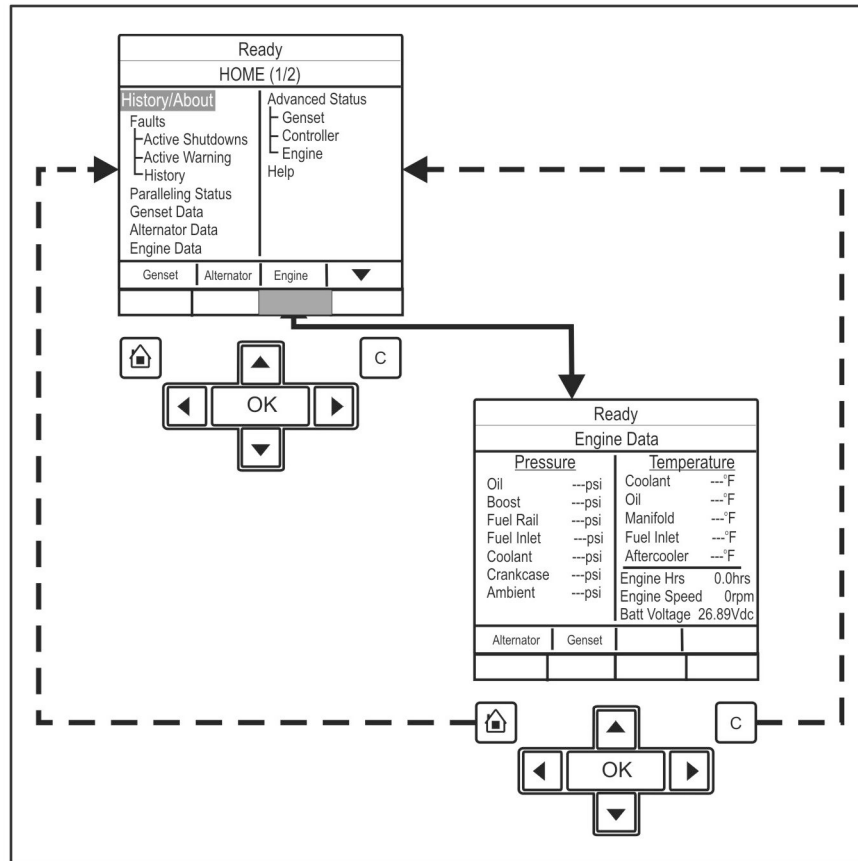 Ready
HOME (1/2)
History/About
Faults
Active Shutdowns
Active Warning
History
Paralleling Status
Genset Data
Alternator Data
Engine Data
Advanced Status
Genset
Controller
Engine
Help
Genset Alternator Engine
C
OK
Ready
Engine Data
Pressure
Oil ---psi
Boost ---psi
Fuel Rail ---psi
Fuel Inlet ---psi
Coolant ---psi
Crankcase ---psi
Ambient ---psi
Temperature
Coolant ---°F
Oil ---°F
Manifold ---°F
Fuel Inlet ---°F
Aftercooler ---°F
Engine Hrs 0.0hrs
Engine Speed 0rpm
Batt Voltage 26.89Vdc
Alternator Genset
C
OK